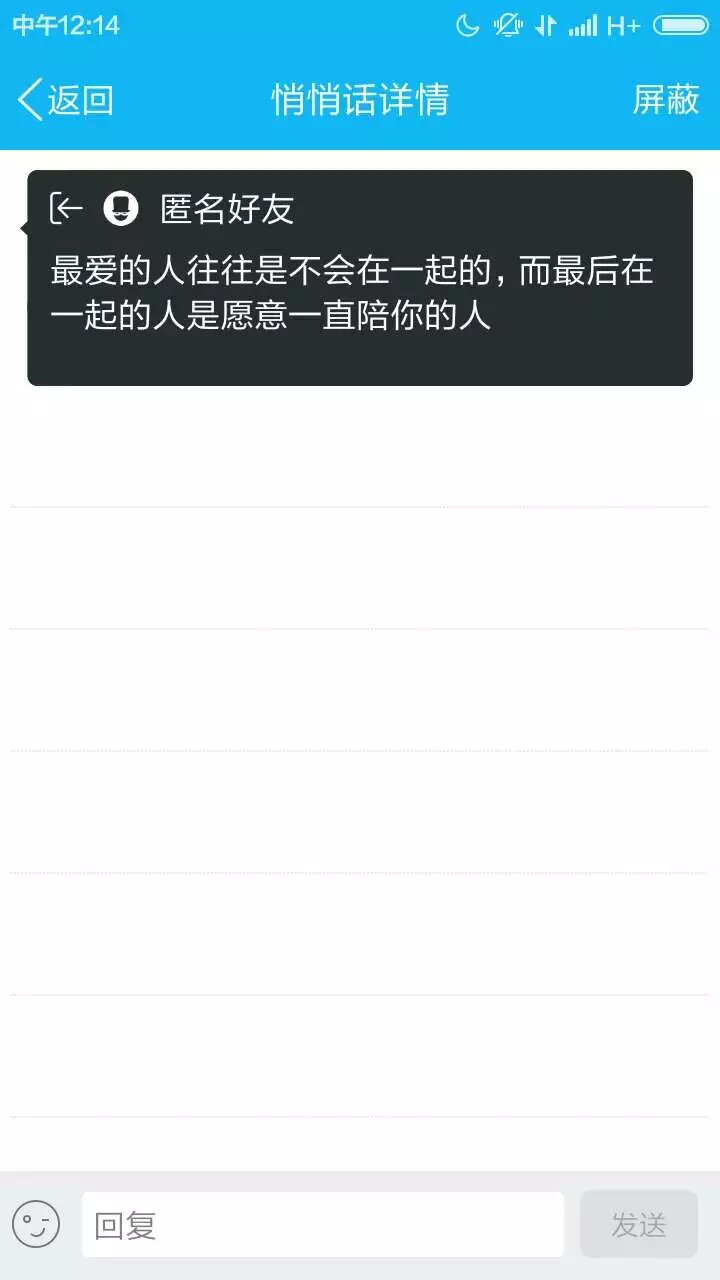 中午12:14 H+
返回 悄悄话详情 屏蔽
匿名好友
最爱的人往往是不会在一起的,而最后在
一起的人是愿意一直陪你的人
回复 发送